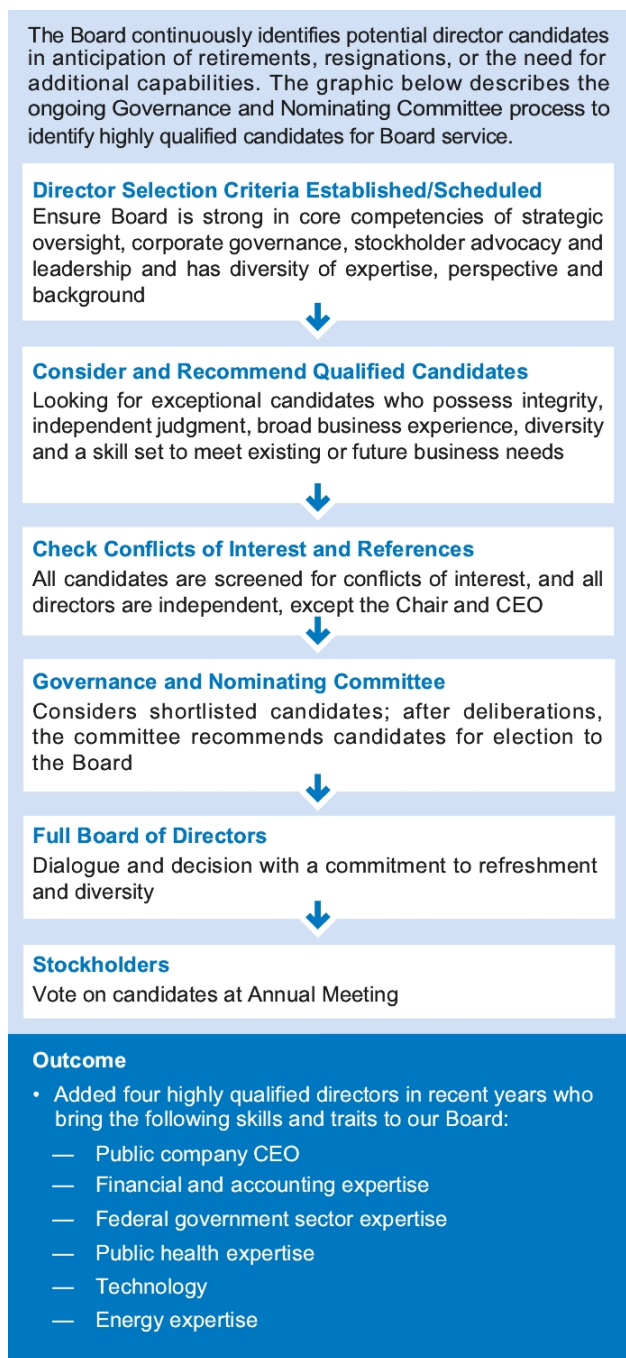 The Board continuously identifies potential director candidates
in anticipation of retirements, resignations, or the need for
additional capabilities. The graphic below describes the
ongoing Governance and Nominating Committee process to
identify highly qualified candidates for Board service.
Director Selection Criteria Established/Scheduled
Ensure Board is strong in core competencies of strategic
oversight, corporate governance, stockholder advocacy and
leadership and has diversity of expertise, perspective and
background
Consider and Recommend Qualified Candidates
Looking for exceptional candidates who possess integrity,
independent judgment, broad business experience, diversity
and a skill set to meet existing or future business needs
Check Conflicts of Interest and References
All candidates are screened for conflicts of interest, and all
directors are independent, except the Chair and CEO
Governance and Nominating Committee
Considers shortlisted candidates; after deliberations,
the committee recommends candidates for election to
the Board
Full Board of Directors
Dialogue and decision with a commitment to refreshment
and diversity
Stockholders
Vote on candidates at Annual Meeting
Outcome
• Added four highly qualified directors in recent years who
bring the following skills and traits to our Board:
— Public company CEO
— Financial and accounting expertise
— Federal government sector expertise
— Public health expertise
— Technology
— Energy expertise